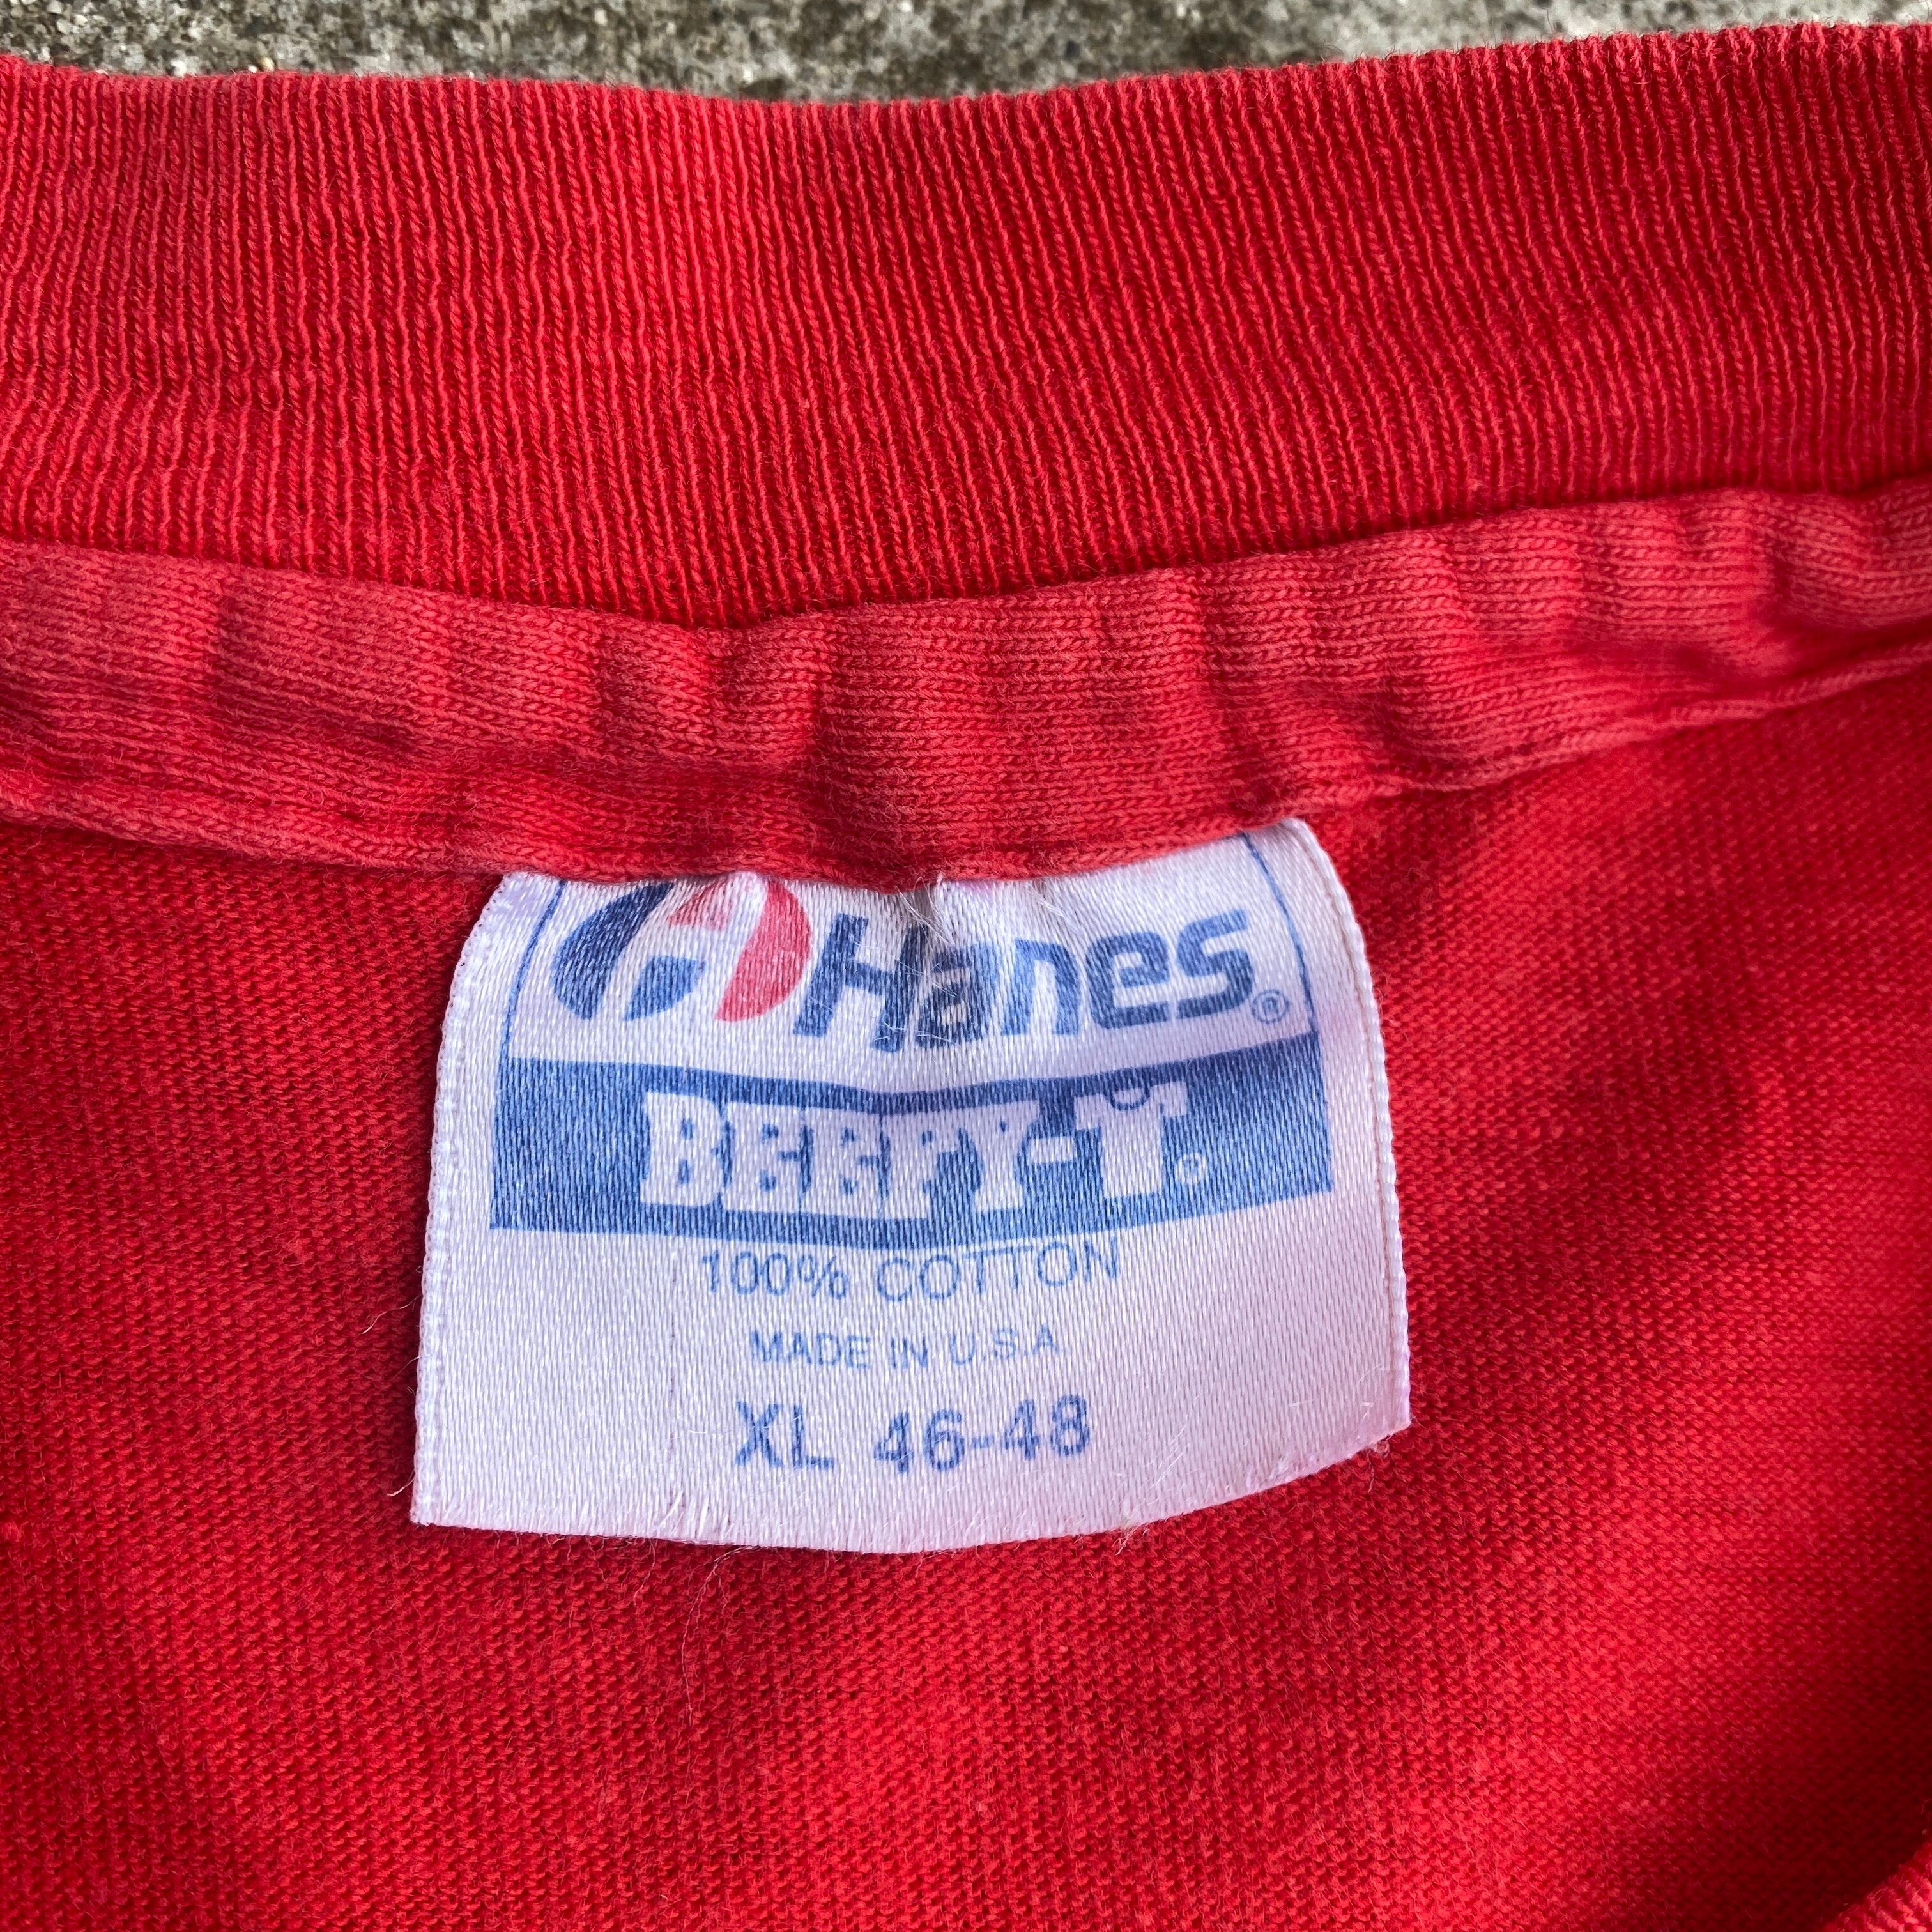 Hanes®
BEEFY-T®
100% COTTON
MADE IN U.S.A
XL 46-48